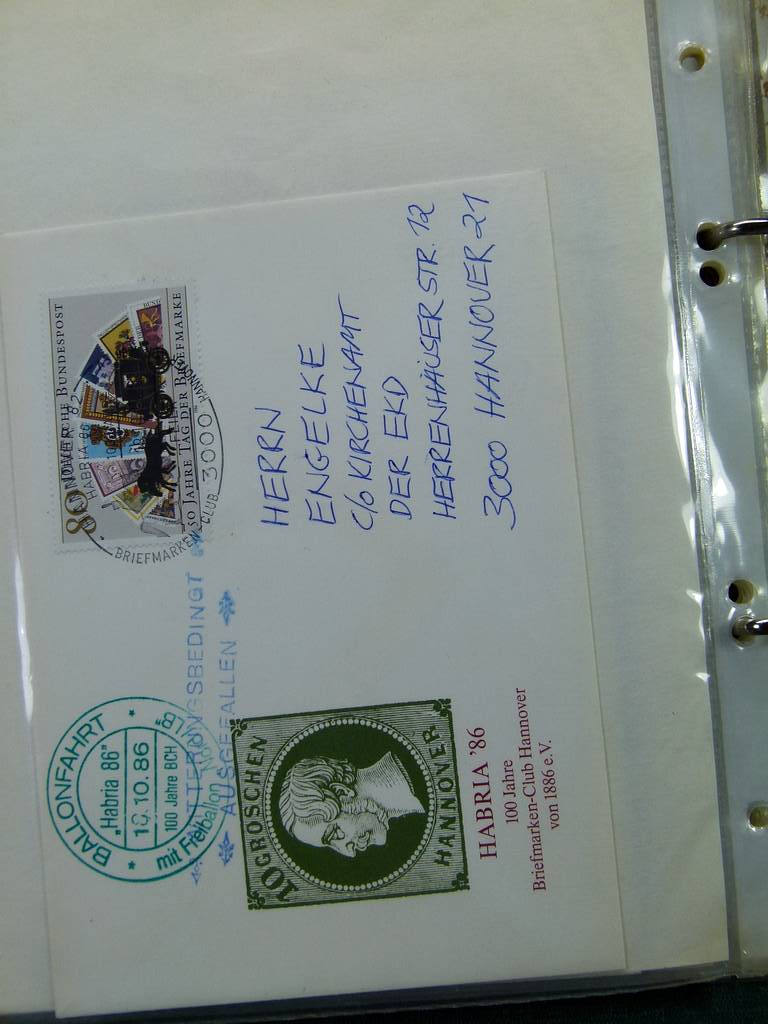 BALLONFAHRT
„Habria 86"
18.10.86
100 Jahre BCH
mit Freiballon
WITTERUNGSBEDINGT
AUSGEFALLEN
DEUTSCHE BUNDESPOST
80
50 JAHRE TAG DER BRIEFMARKE
HANNOVER 82
HABRIA 86
BRIEFMARKEN-CLUB
3000
HERRN
ENGELKE
C/O KIRCHENAMT
DER EKD
HERRENHÄUSER STR. 12
3000 HANNOVER 21
10 GROSCHEN
HANNOVER
HABRIA '86
100 Jahre
Briefmarken-Club Hannover
von 1886 e.V.